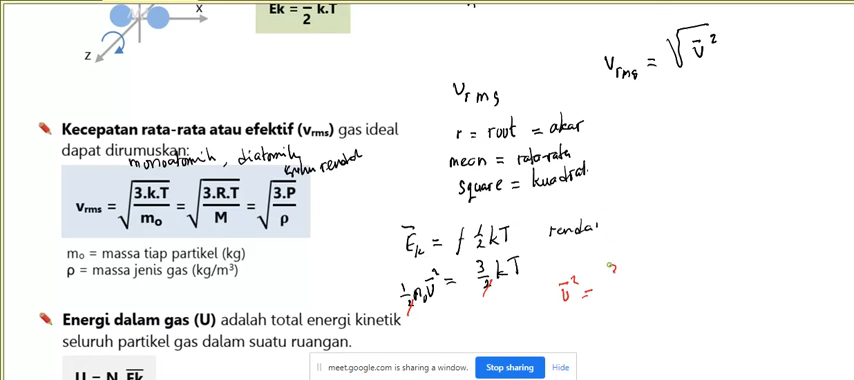 x
z
Ek = — k.T
2
v̄rms = √v̄²
vrms
r = root = akar
mean = rata-rata
square = kuadrat
Kecepatan rata-rata atau efektif (vrms) gas ideal
dapat dirumuskan:
monoatomik, diatomik
suhu rendah
vrms = √3.k.T/mo = √3.R.T/M = √3.P/ρ
mo = massa tiap partikel (kg)
ρ = massa jenis gas (kg/m³)
Ēk = f ½ kT renda
½ mo v̄² = 3/2 kT
v̄² =
Energi dalam gas (U) adalah total energi kinetik
seluruh partikel gas dalam suatu ruangan.
U = N. Ek
meet.google.com is sharing a window. Stop sharing Hide